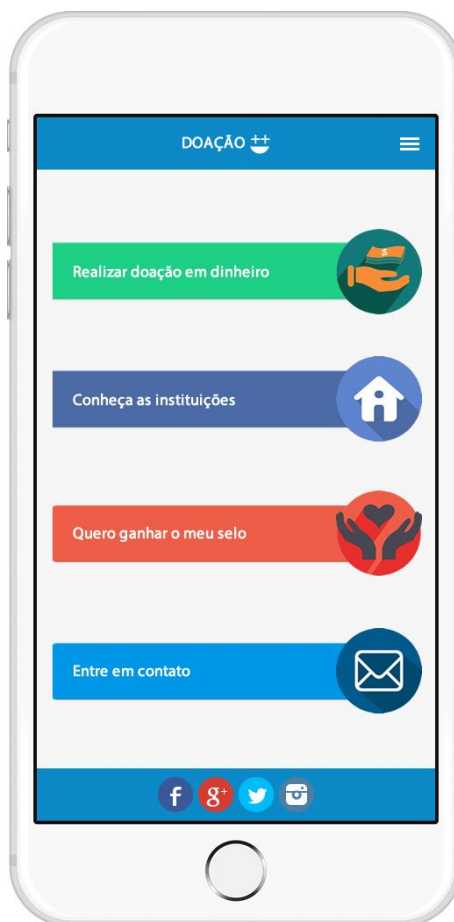 DOAÇÃO
Realizar doação em dinheiro
$
Conheça as instituições
Quero ganhar o meu selo
Entre em contato
f g+